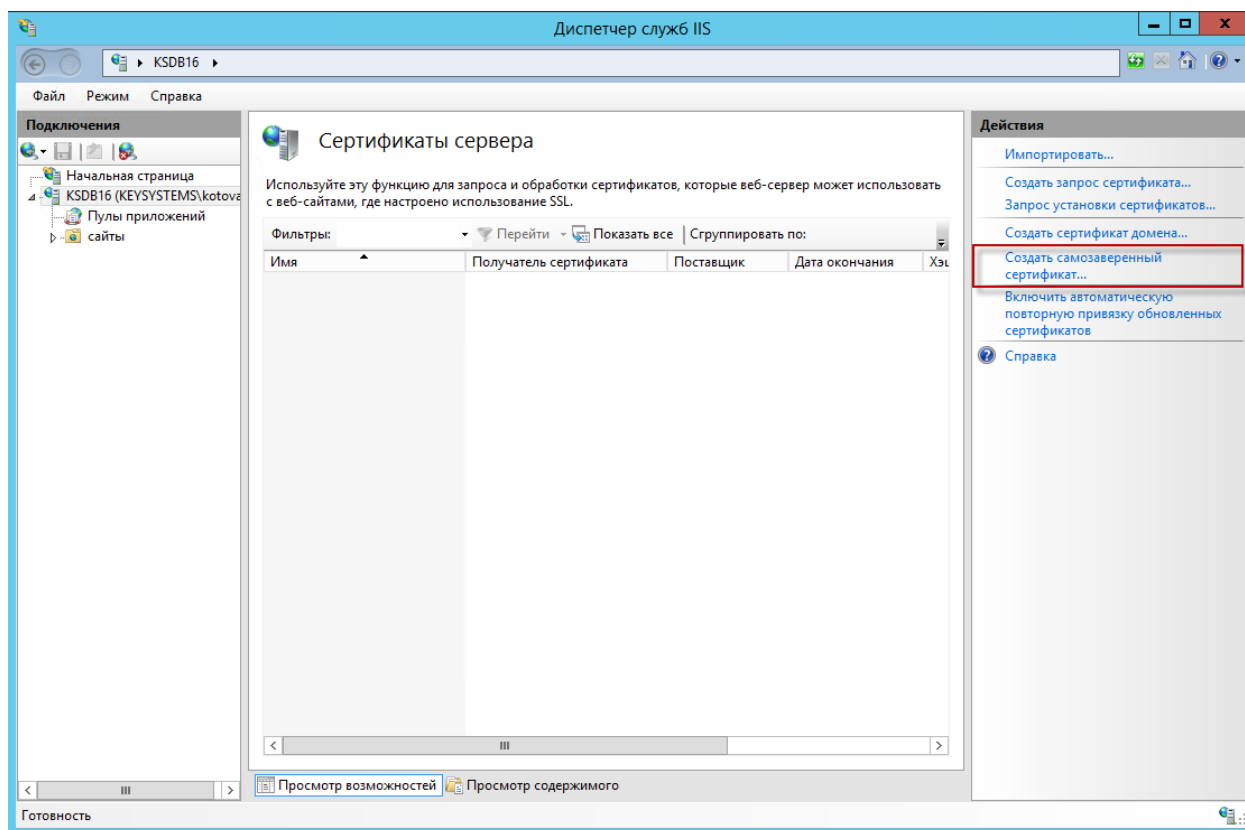 Диспетчер служб IIS
KSDB16
Файл Режим Справка
Подключения
Начальная страница
KSDB16 (KEYSYSTEMS\kotova
Пулы приложений
сайты
Сертификаты сервера
Используйте эту функцию для запроса и обработки сертификатов, которые веб-сервер может использовать
с веб-сайтами, где настроено использование SSL.
Фильтры: Перейти Показать все Сгруппировать по:
Имя Получатель сертификата Поставщик Дата окончания Хэш
Просмотр возможностей Просмотр содержимого
Действия
Импортировать...
Создать запрос сертификата...
Запрос установки сертификатов...
Создать сертификат домена...
Создать самозаверенный
сертификат...
Включить автоматическую
повторную привязку обновленных
сертификатов
Справка
Готовность